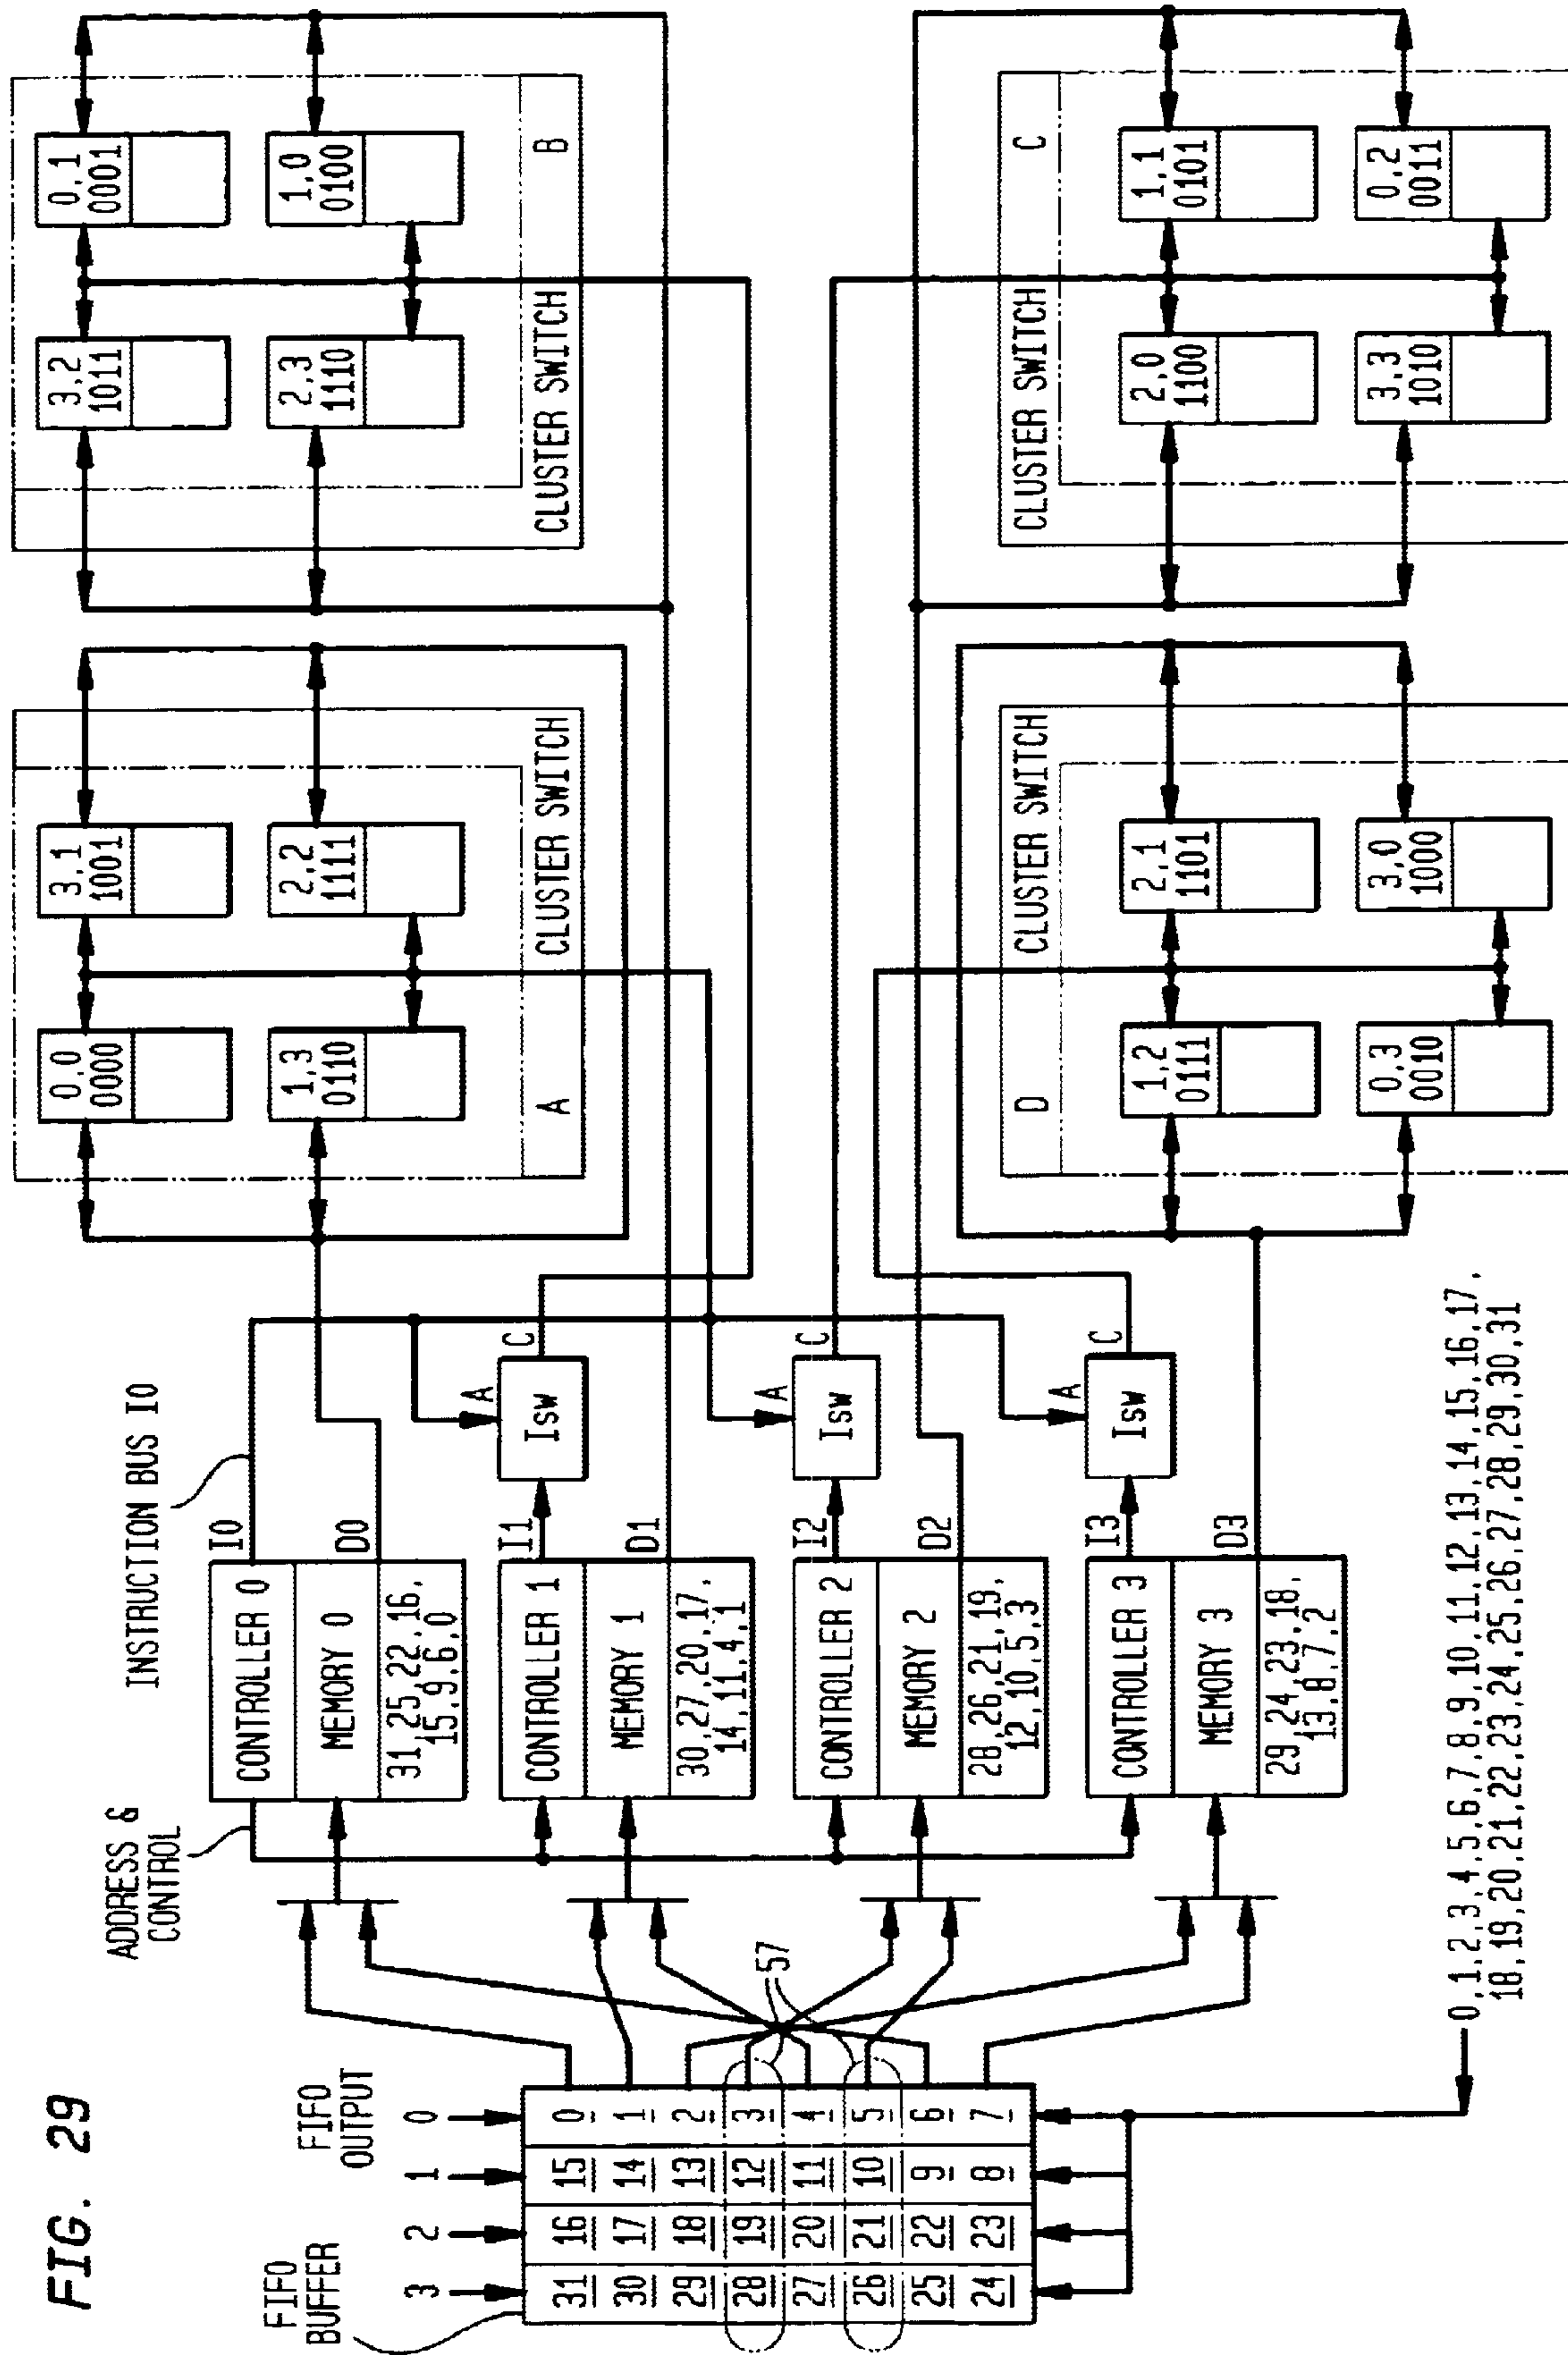 FIG. 29
FIFO
BUFFER
FIFO
OUTPUT
3 2 1 0
31 16 15 0
30 17 14 1
29 18 13 2
28 19 12 3
27 20 11 4
26 21 10 5
25 22 9 6
24 23 8 7
57
0,1,2,3,4,5,6,7,8,9,10,11,12,13,14,15,16,17,
18,19,20,21,22,23,24,25,26,27,28,29,30,31
ADDRESS &
CONTROL
INSTRUCTION BUS IO
CONTROLLER 0
I0
MEMORY 0
D0
31,25,22,16,
15,9,6,0
CONTROLLER 1
I1
MEMORY 1
D1
30,27,20,17,
14,11,4,1
CONTROLLER 2
I2
MEMORY 2
D2
28,26,21,19,
12,10,5,3
CONTROLLER 3
I3
MEMORY 3
D3
29,24,23,18,
13,8,7,2
A
Isw
C
A
Isw
C
A
Isw
C
0,0
0000
3,1
1001
1,3
0110
2,2
1111
A
CLUSTER SWITCH
3,2
1011
0,1
0001
2,3
1110
1,0
0100
CLUSTER SWITCH
B
D
CLUSTER SWITCH
1,2
0111
2,1
1101
0,3
0010
3,0
1000
CLUSTER SWITCH
C
2,0
1100
1,1
0101
3,3
1010
0,2
0011